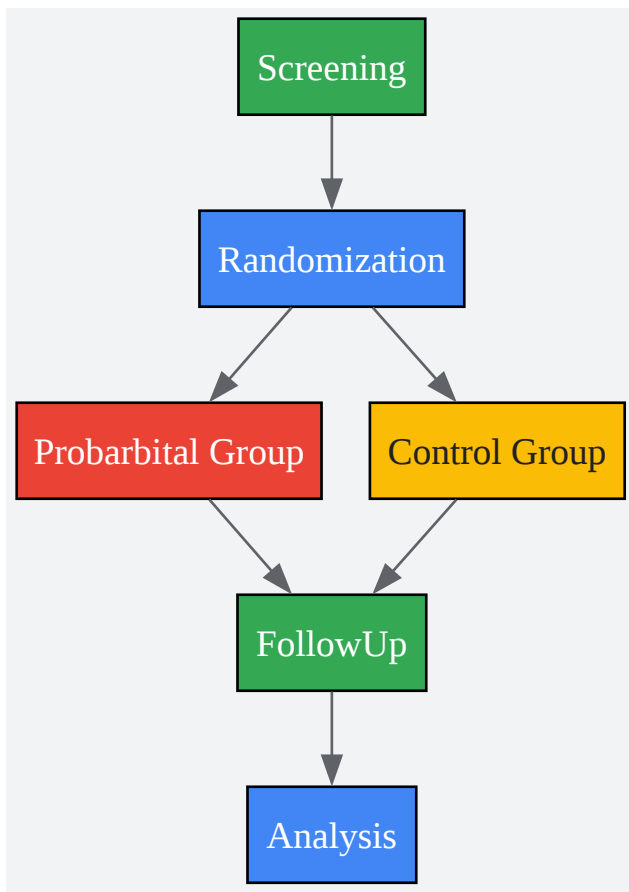 Screening
Randomization
Probarbital Group
Control Group
FollowUp
Analysis